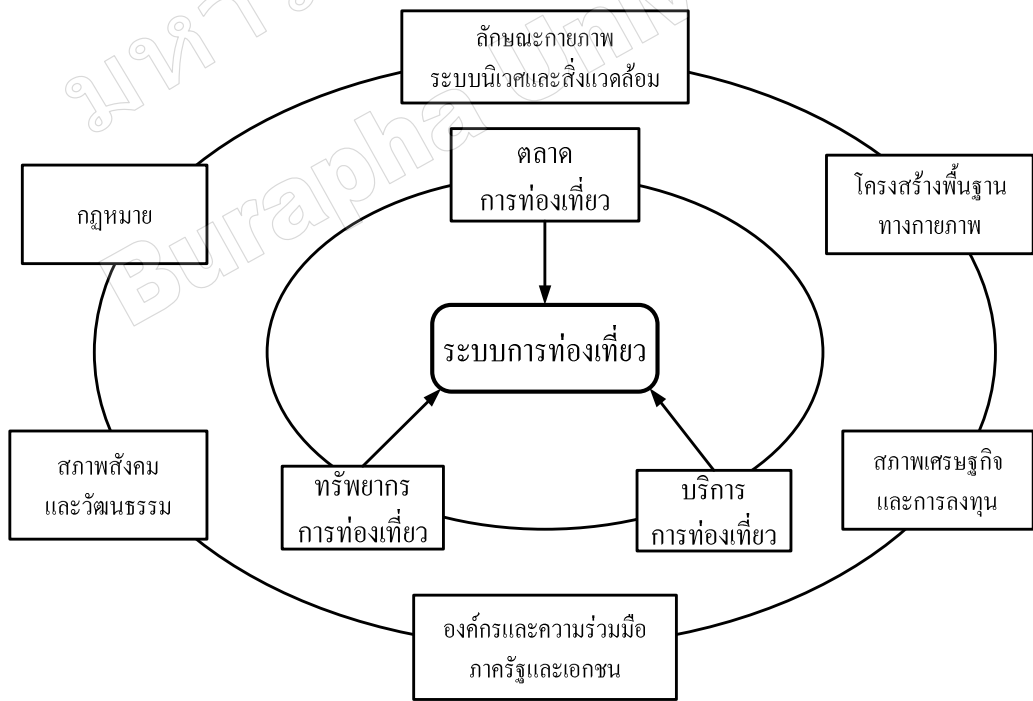 ลักษณะกายภาพ
ระบบนิเวศและสิ่งแวดล้อม
ตลาด
การท่องเที่ยว
กฎหมาย
โครงสร้างพื้นฐาน
ทางกายภาพ
ระบบการท่องเที่ยว
สภาพสังคม
และวัฒนธรรม
ทรัพยากร
การท่องเที่ยว
บริการ
การท่องเที่ยว
สภาพเศรษฐกิจ
และการลงทุน
องค์กรและความร่วมมือ
ภาครัฐและเอกชน
Burapha